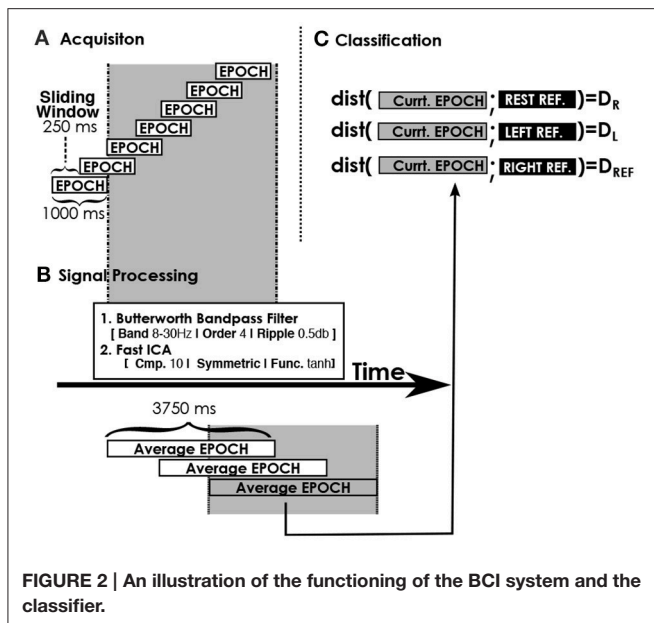 A Acquisiton
EPOCH
EPOCH
EPOCH
EPOCH
EPOCH
EPOCH
EPOCH
Sliding
Window
250 ms
1000 ms
C Classification
dist( Currt. EPOCH ; REST REF. )=DR
dist( Currt. EPOCH ; LEFT REF. )=DL
dist( Currt. EPOCH ; RIGHT REF. )=DREF
B Signal Processing
1. Butterworth Bandpass Filter
[ Band 8-30Hz | Order 4 | Ripple 0.5db ]
2. Fast ICA
[ Cmp. 10 | Symmetric | Func. tanh]
Time
3750 ms
Average EPOCH
Average EPOCH
Average EPOCH
FIGURE 2 | An illustration of the functioning of the BCI system and the
classifier.